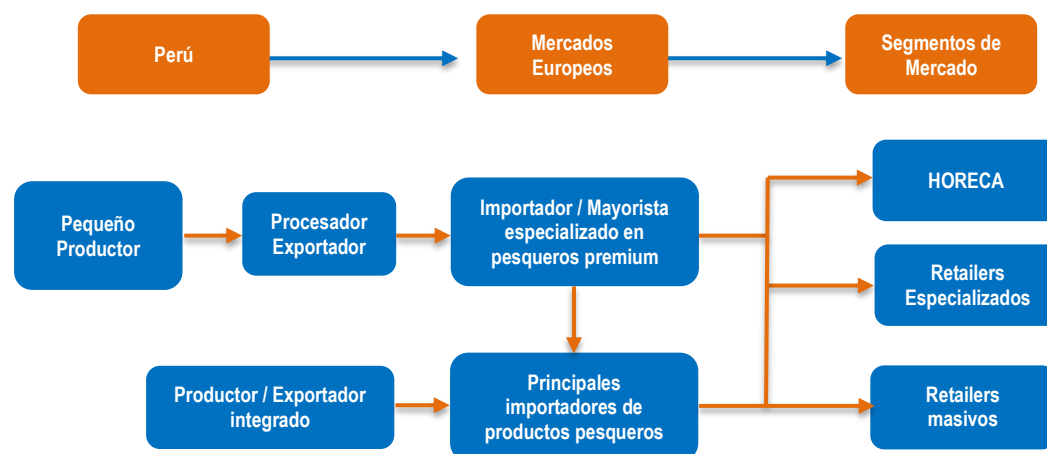 Perú
Mercados
Europeos
Segmentos de
Mercado
HORECA
Pequeño
Productor
Procesador
Exportador
Importador / Mayorista
especializado en
pesqueros premium
Retailers
Especializados
Productor / Exportador
integrado
Principales
importadores de
productos pesqueros
Retailers
masivos